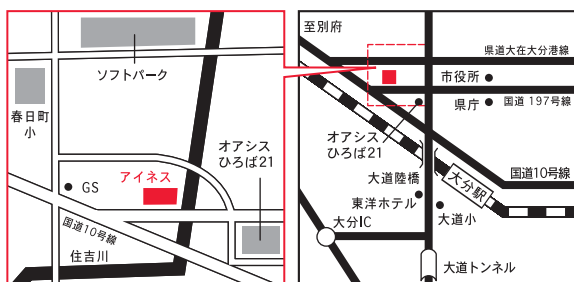 ソフトパーク
春日町
小
オアシス
ひろば21
GS
アイネス
国道10号線
住吉川
至別府
県道大在大分港線
市役所
県庁
国道 197号線
オアシス
ひろば21
国道10号線
大道陸橋
大分駅
東洋ホテル
大道小
大分IC
大道トンネル